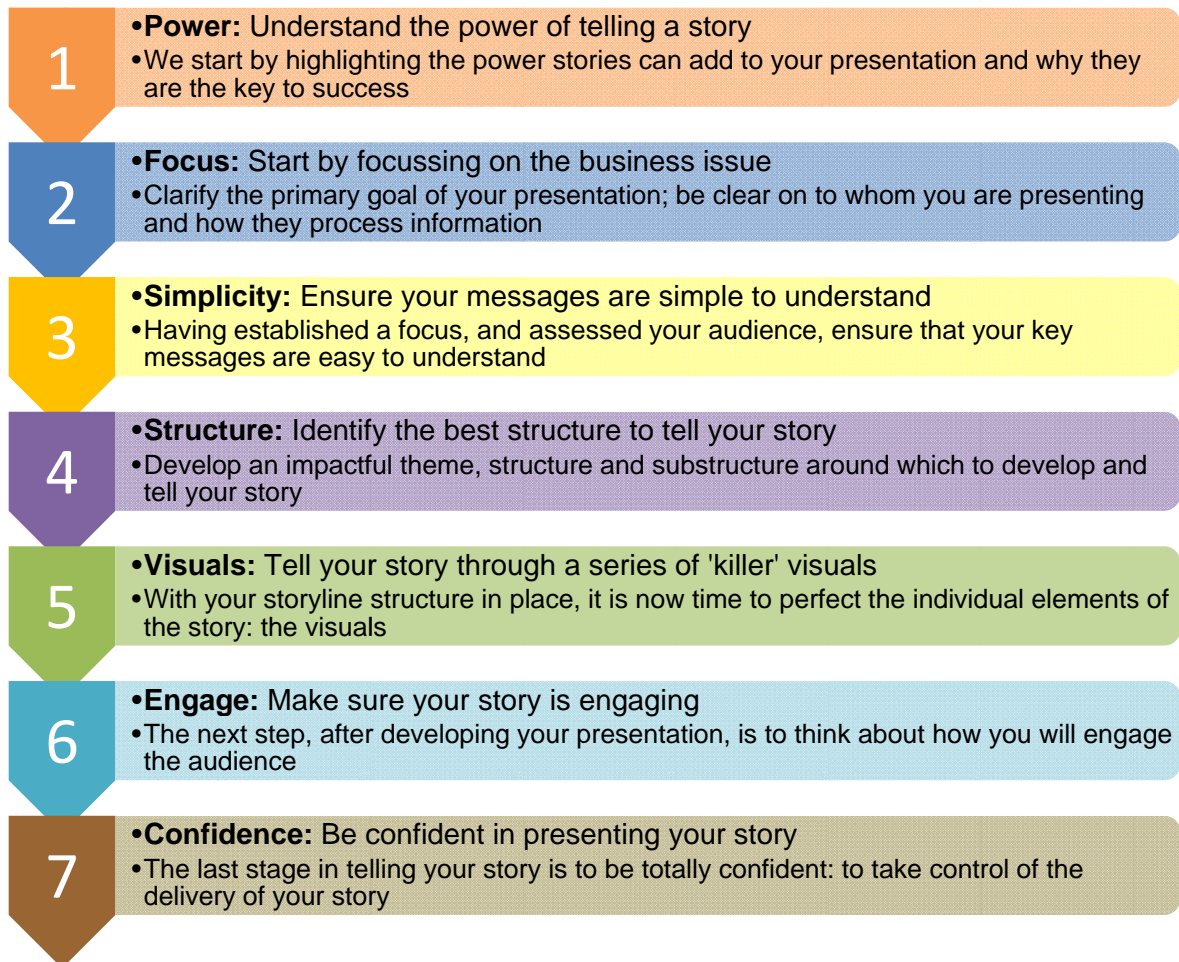 1
•Power: Understand the power of telling a story
•We start by highlighting the power stories can add to your presentation and why they
are the key to success
2
•Focus: Start by focussing on the business issue
•Clarify the primary goal of your presentation; be clear on to whom you are presenting
and how they process information
3
•Simplicity: Ensure your messages are simple to understand
•Having established a focus, and assessed your audience, ensure that your key
messages are easy to understand
4
•Structure: Identify the best structure to tell your story
•Develop an impactful theme, structure and substructure around which to develop and
tell your story
5
•Visuals: Tell your story through a series of 'killer' visuals
•With your storyline structure in place, it is now time to perfect the individual elements of
the story: the visuals
6
•Engage: Make sure your story is engaging
•The next step, after developing your presentation, is to think about how you will engage
the audience
7
•Confidence: Be confident in presenting your story
•The last stage in telling your story is to be totally confident: to take control of the
delivery of your story